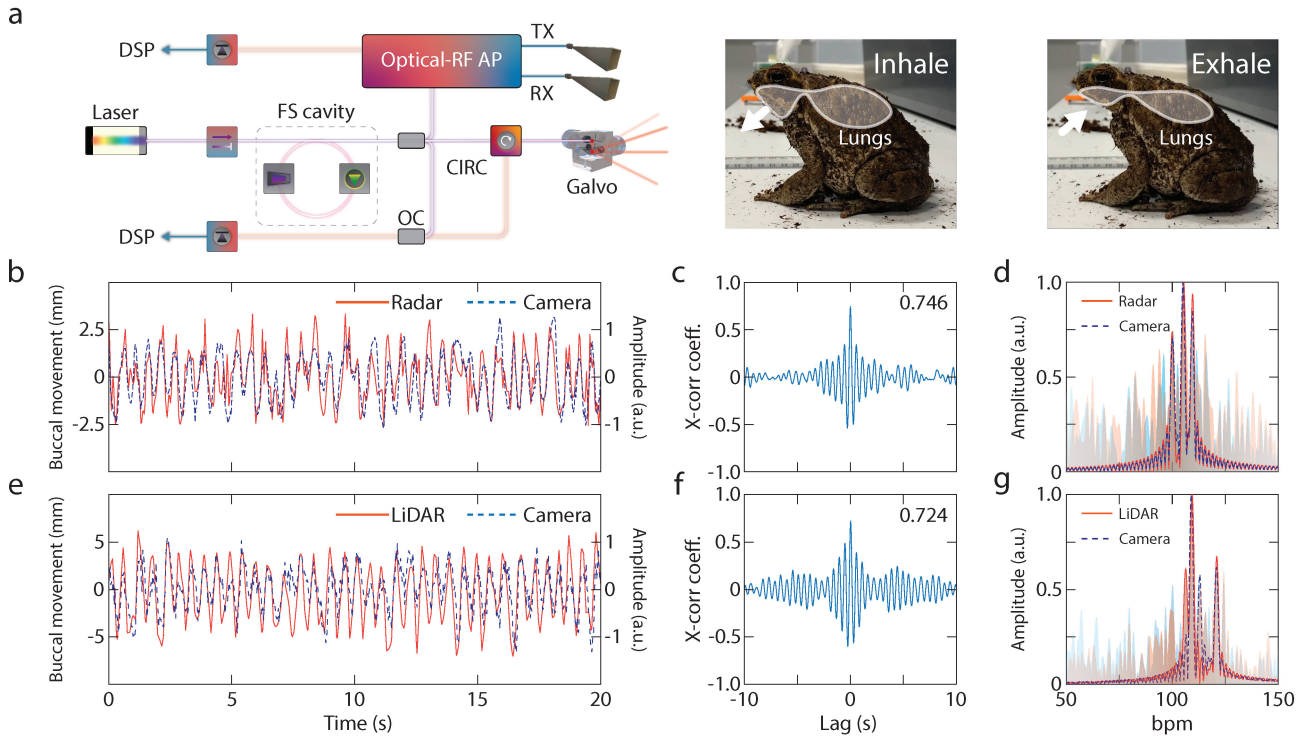 a
DSP
Optical-RF AP
TX
RX
Laser
FS cavity
CIRC
Galvo
OC
DSP
Inhale
Lungs
Exhale
Lungs
b
Buccal movement (mm)
2.5
0
-2.5
Radar
Camera
1
0
-1
Amplitude (a.u.)
c
X-corr coeff.
1.0
0.5
0
-0.5
-1.0
0.746
d
Amplitude (a.u.)
1.0
0.5
0
Radar
Camera
e
Buccal movement (mm)
5
0
-5
LiDAR
Camera
1
0
-1
Amplitude (a.u.)
0
5
10
15
20
Time (s)
f
X-corr coeff.
1.0
0.5
0
-0.5
-1.0
0.724
-10
0
10
Lag (s)
g
Amplitude (a.u.)
1.0
0.5
0
LiDAR
Camera
50
100
150
bpm